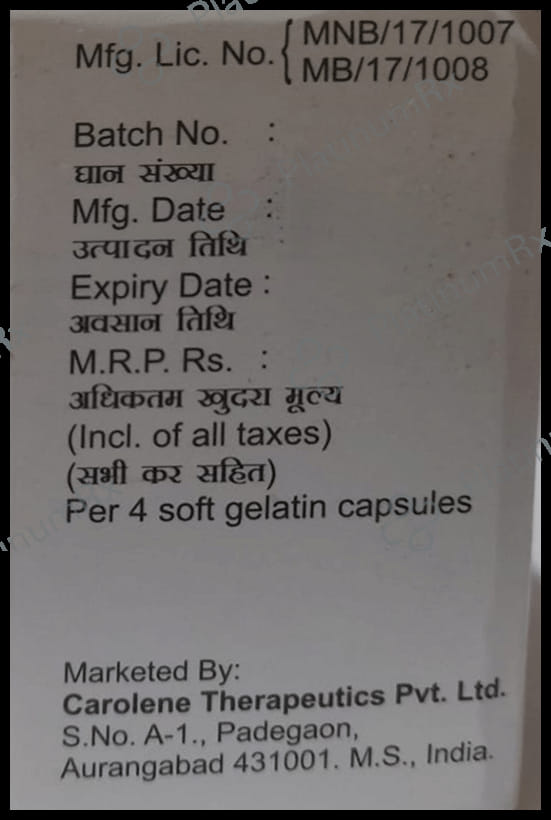 Mfg. Lic. No. { MNB/17/1007
MB/17/1008
Batch No. :
घान संख्या
Mfg. Date :
उत्पादन तिथि
Expiry Date :
अवसान तिथि
M.R.P. Rs. :
अधिकतम खुदरा मूल्य
(Incl. of all taxes)
(सभी कर सहित)
Per 4 soft gelatin capsules
Marketed By:
Carolene Therapeutics Pvt. Ltd.
S.No. A-1., Padegaon,
Aurangabad 431001. M.S., India.